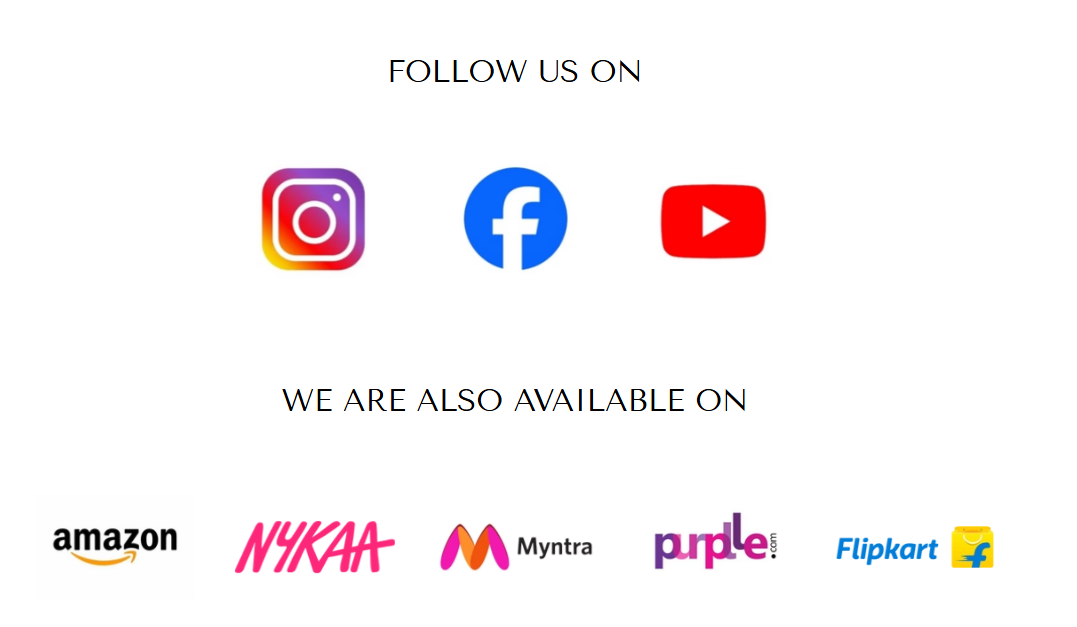 FOLLOW US ON
WE ARE ALSO AVAILABLE ON
amazon NYKAA Myntra purplle.com Flipkart